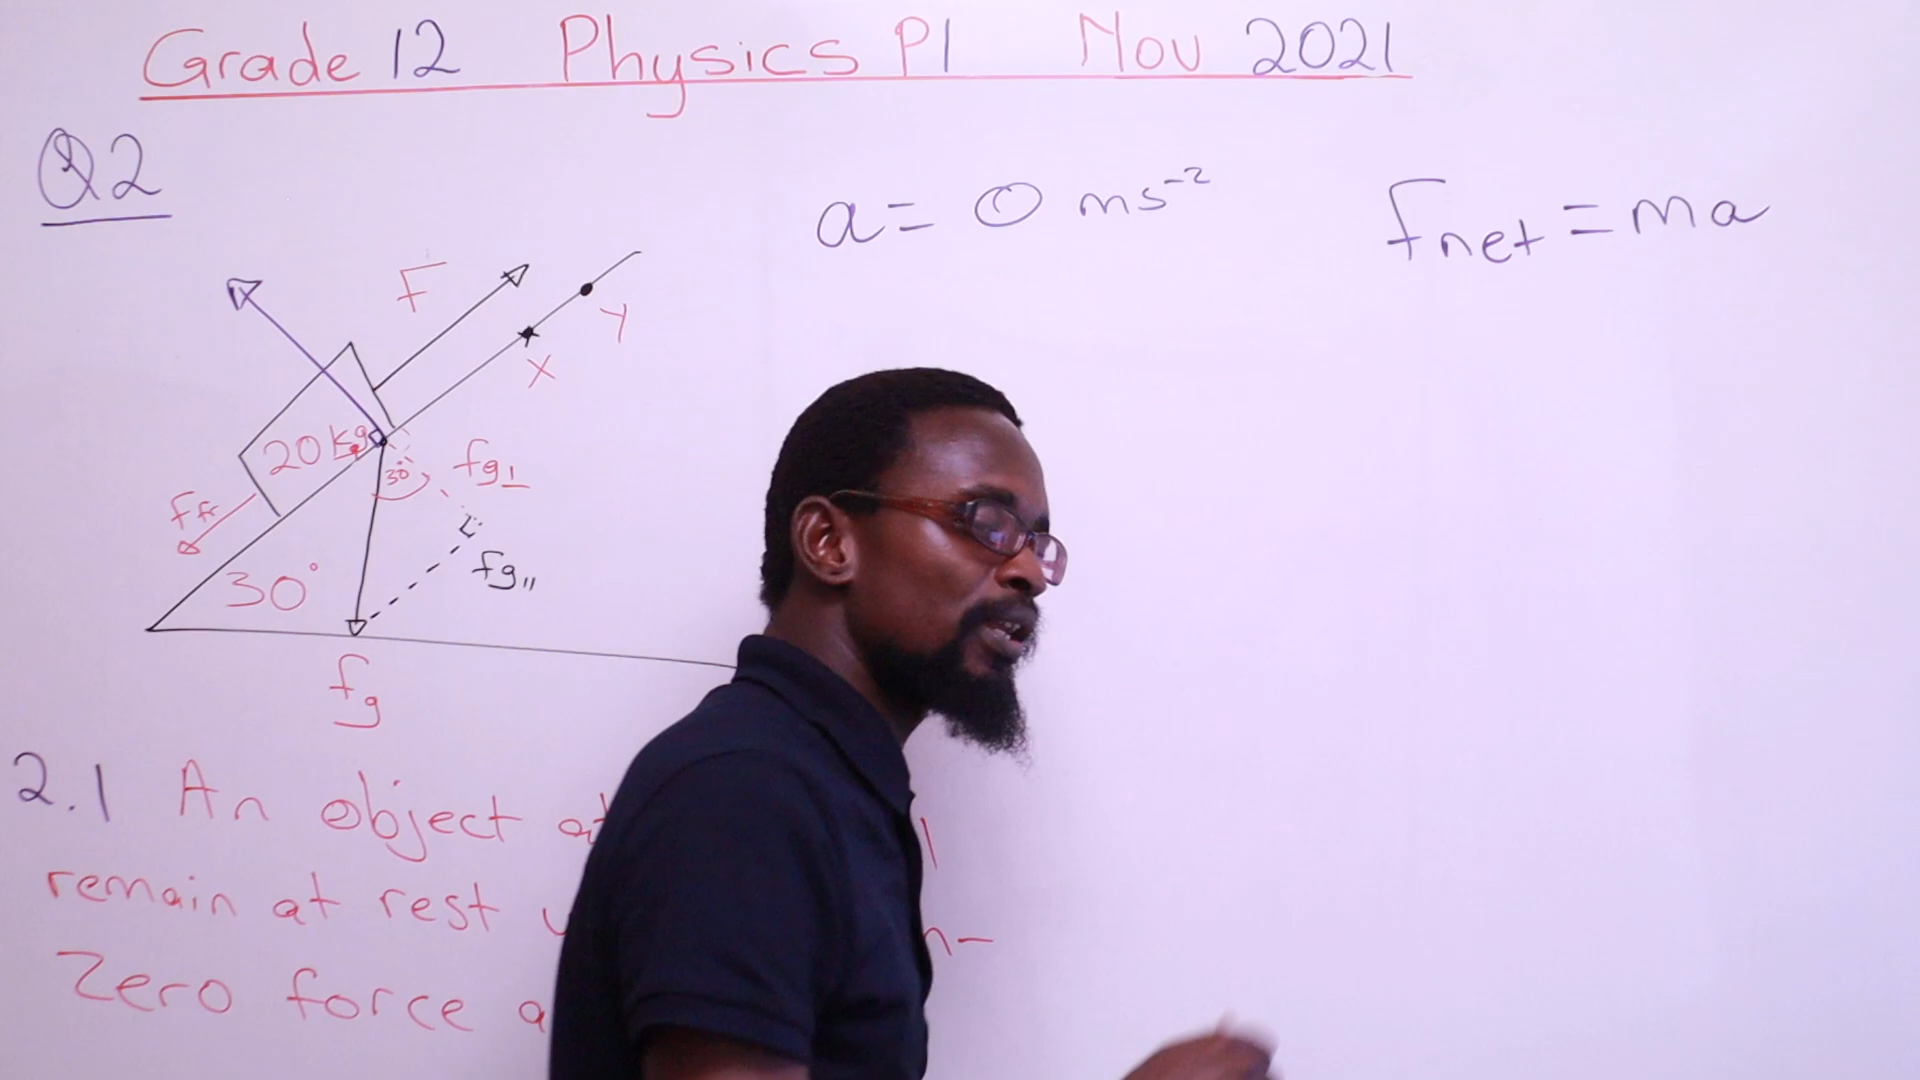 Grade 12 Physics P1 Nov 2021
Q2
a = 0 ms⁻²
Fnet = ma
F
Y
X
20 kg
30°
fg⊥
Ffr
fg||
30°
fg
2.1 An object
remain at rest
Zero force